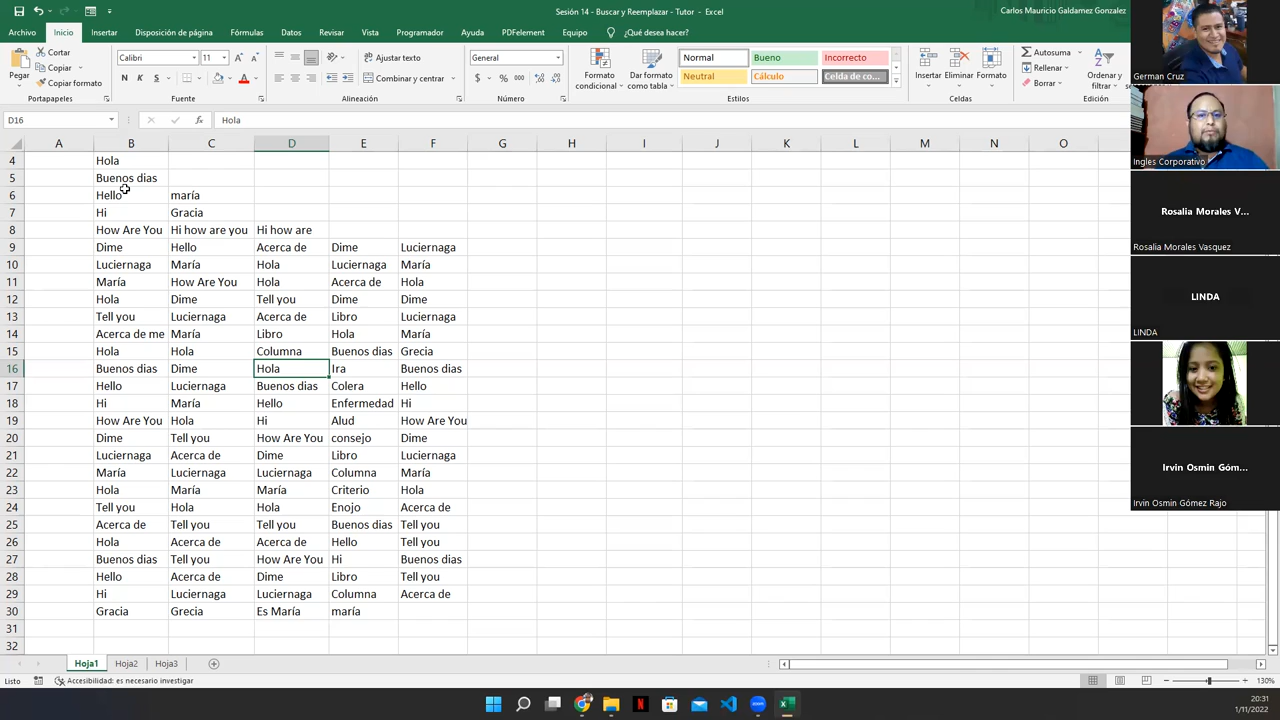 Sesión 14 - Buscar y Reemplazar - Tutor - Excel
Carlos Mauricio Galdamez Gonzalez
Archivo Inicio Insertar Disposición de página Fórmulas Datos Revisar Vista Programador Ayuda PDFelement Equipo ¿Qué desea hacer?
Pegar
Cortar
Copiar
Copiar formato
Portapapeles
Calibri 11
N K S
Fuente
Ajustar texto
Combinar y centrar
Alineación
General
$ % 000
Número
Formato condicional
Dar formato como tabla
Normal Bueno Incorrecto
Neutral Cálculo Celda de co...
Estilos
Insertar Eliminar Formato
Celdas
Autosuma
Rellenar
Borrar
Ordenar y filtrar
Edición
D16 fx Hola
A B C D E F G H I J K L M N O
4 Hola
5 Buenos dias
6 Hello maría
7 Hi Gracia
8 How Are You Hi how are you Hi how are
9 Dime Hello Acerca de Dime Luciernaga
10 Luciernaga María Hola Luciernaga María
11 María How Are You Hola Acerca de Hola
12 Hola Dime Tell you Dime Dime
13 Tell you Luciernaga Acerca de Libro Luciernaga
14 Acerca de me María Libro Hola María
15 Hola Hola Columna Buenos dias Grecia
16 Buenos dias Dime Hola Ira Buenos dias
17 Hello Luciernaga Buenos dias Colera Hello
18 Hi María Hello Enfermedad Hi
19 How Are You Hola Hi Alud How Are You
20 Dime Tell you How Are You consejo Dime
21 Luciernaga Acerca de Dime Libro Luciernaga
22 María Luciernaga Luciernaga Columna María
23 Hola María María Criterio Hola
24 Tell you Hola Hola Enojo Acerca de
25 Acerca de Tell you Tell you Buenos dias Tell you
26 Hola Acerca de Acerca de Hello Tell you
27 Buenos dias Tell you How Are You Hi Buenos dias
28 Hello Acerca de Dime Libro Tell you
29 Hi Luciernaga Luciernaga Columna Acerca de
30 Gracia Grecia Es María maría
31
32
Hoja1 Hoja2 Hoja3
Listo Accesibilidad: es necesario investigar
130%
20:31
1/11/2022
German Cruz
Ingles Corporativo
Rosalia Morales V...
Rosalia Morales Vasquez
LINDA
LINDA
Irvin Osmin Góm...
Irvin Osmin Gómez Rajo